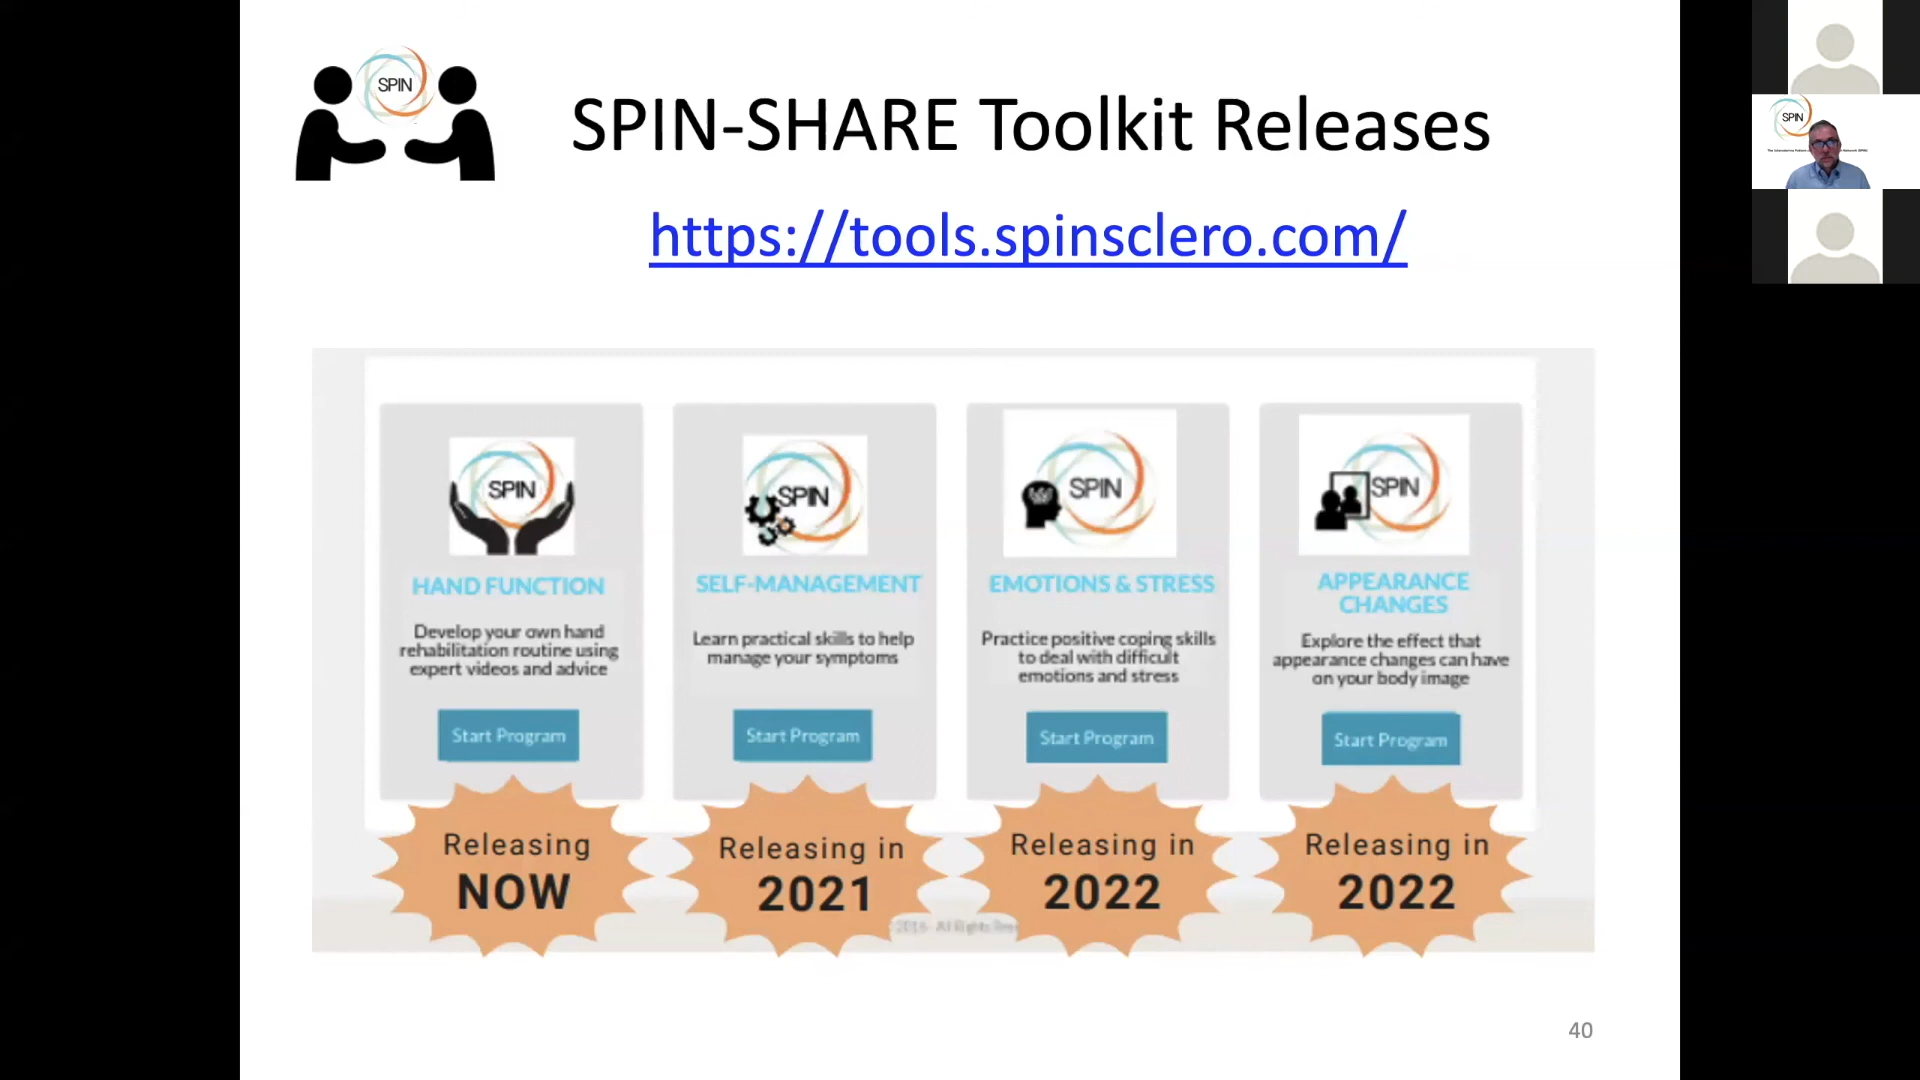 SPIN
SPIN-SHARE Toolkit Releases
https://tools.spinsclero.com/
SPIN
HAND FUNCTION
Develop your own hand
rehabilitation routine using
expert videos and advice
Start Program
Releasing
NOW
SPIN
SELF-MANAGEMENT
Learn practical skills to help
manage your symptoms
Start Program
Releasing in
2021
SPIN
EMOTIONS & STRESS
Practice positive coping skills
to deal with difficult
emotions and stress
Start Program
Releasing in
2022
SPIN
APPEARANCE
CHANGES
Explore the effect that
appearance changes can have
on your body image
Start Program
Releasing in
2022
2016 - All Rights
40
SPIN